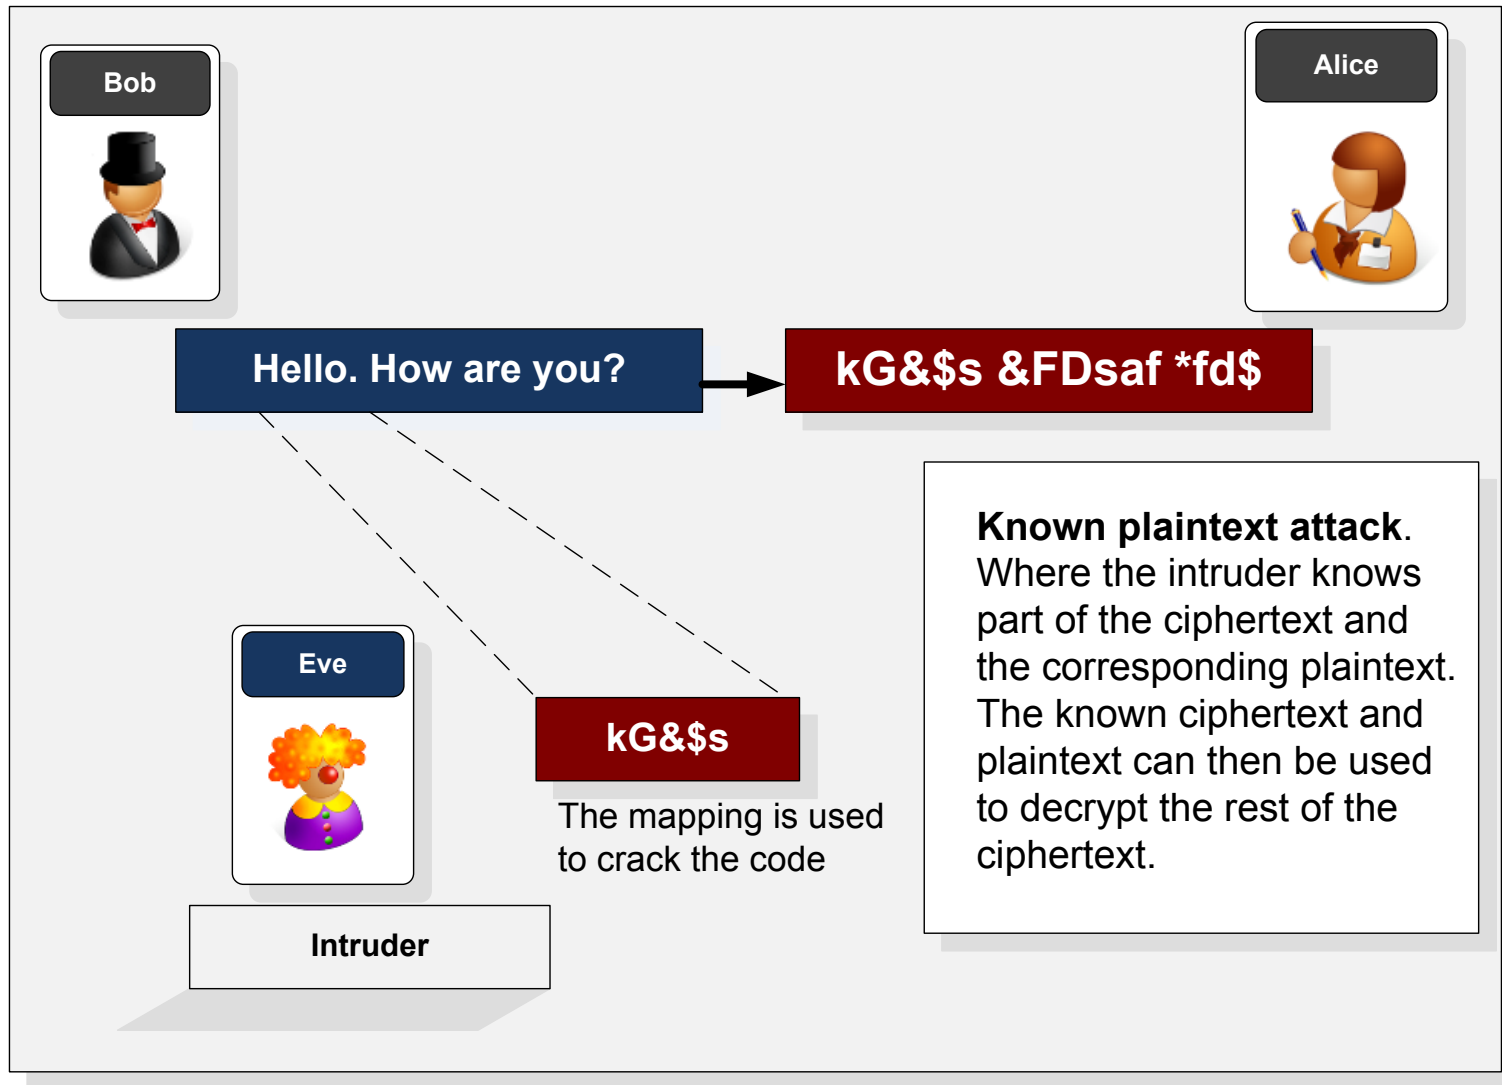 Bob
Alice
Hello. How are you?
kG&$s &FDsaf *fd$
Known plaintext attack.
Where the intruder knows
part of the ciphertext and
the corresponding plaintext.
The known ciphertext and
plaintext can then be used
to decrypt the rest of the
ciphertext.
Eve
kG&$s
The mapping is used
to crack the code
Intruder